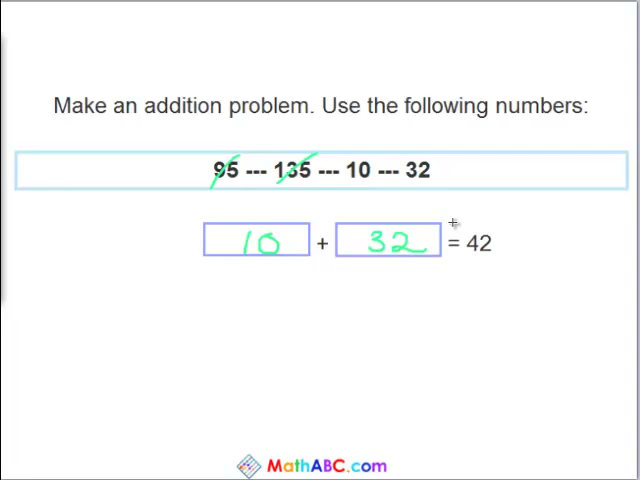 Make an addition problem. Use the following numbers:
95 --- 135 --- 10 --- 32
10 + 32 = 42
MathABC.com